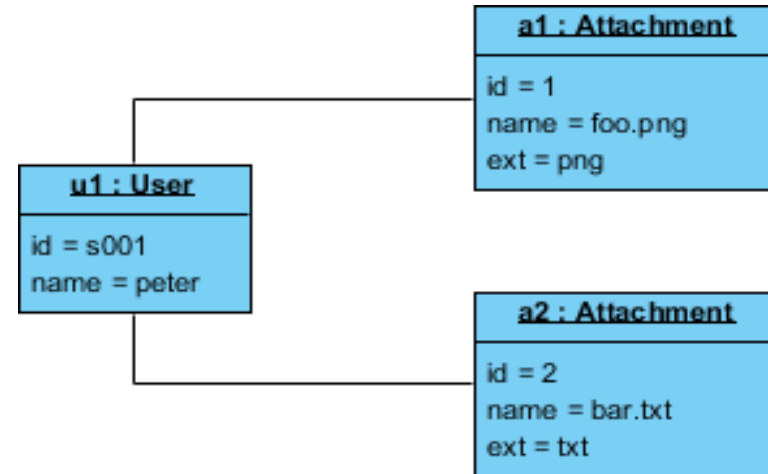 a1 : Attachment
id = 1
name = foo.png
ext = png
u1 : User
id = s001
name = peter
a2 : Attachment
id = 2
name = bar.txt
ext = txt